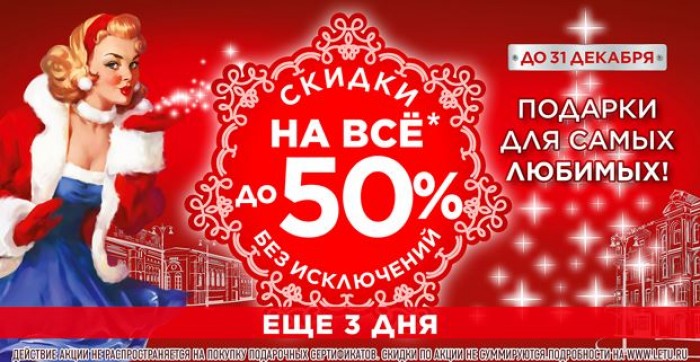 СКИДКИ
НА ВСЁ*
ДО 50%
БЕЗ ИСКЛЮЧЕНИЙ
ДО 31 ДЕКАБРЯ
ПОДАРКИ
ДЛЯ САМЫХ
ЛЮБИМЫХ!
ЕЩЕ 3 ДНЯ
ДЕЙСТВИЕ АКЦИИ НЕ РАСПРОСТРАНЯЕТСЯ НА ПОКУПКУ ПОДАРОЧНЫХ СЕРТИФИКАТОВ. СКИДКИ ПО АКЦИИ НЕ СУММИРУЮТСЯ. ПОДРОБНОСТИ НА WWW.LETU.RU